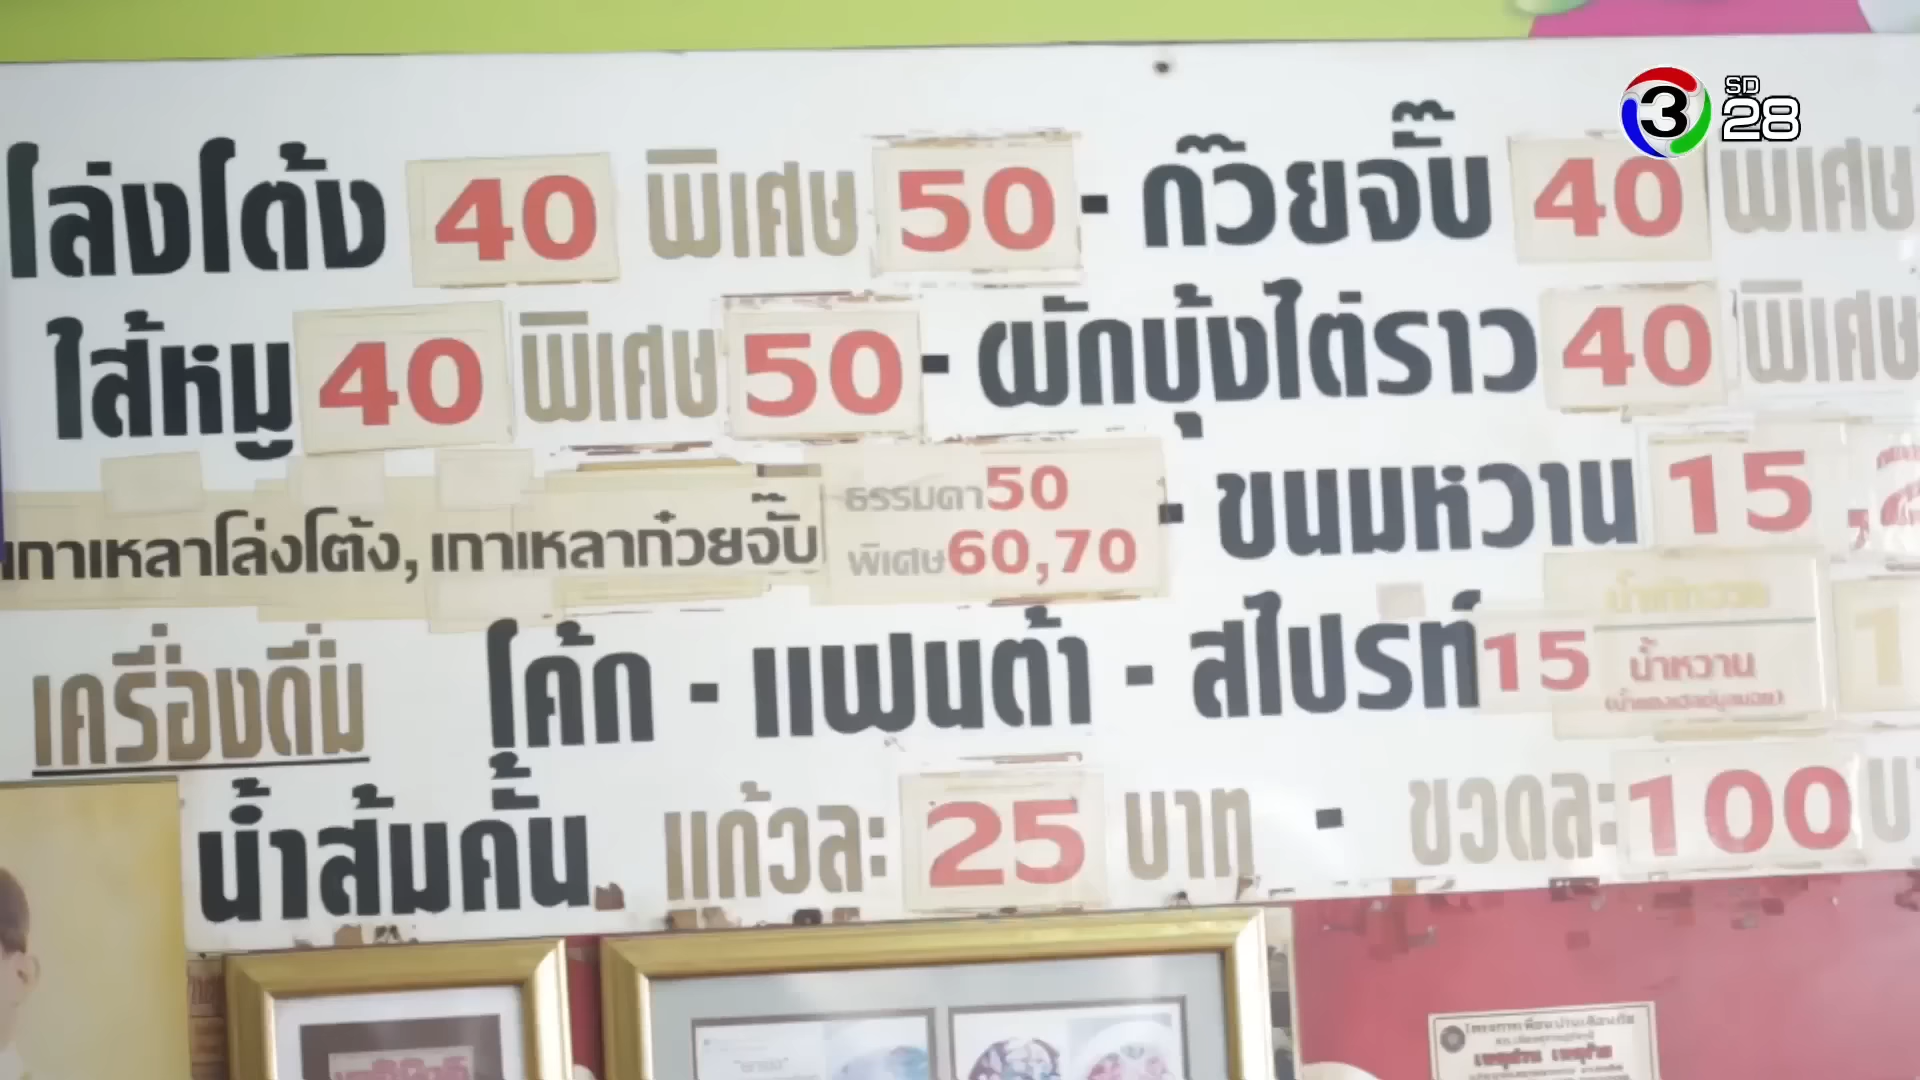 3 SD 28
โล่งโต้ง 40 พิเศษ 50 - ก๊วยจั๊บ 40 พิเศษ
ใส้หมู 40 พิเศษ 50 - ผักบุ้งไต่ราว 40 พิเศษ
เกาเหลาโล่งโต้ง, เกาเหลาก๋วยจั๊บ ธรรมดา 50 - ขนมหวาน 15
พิเศษ 60,70
เครื่องดื่ม โค้ก - แฟนต้า - สไปรท์ 15 น้ำหวาน
น้ำส้มคั้น แก้วละ 25 บาท - ขวดละ 100